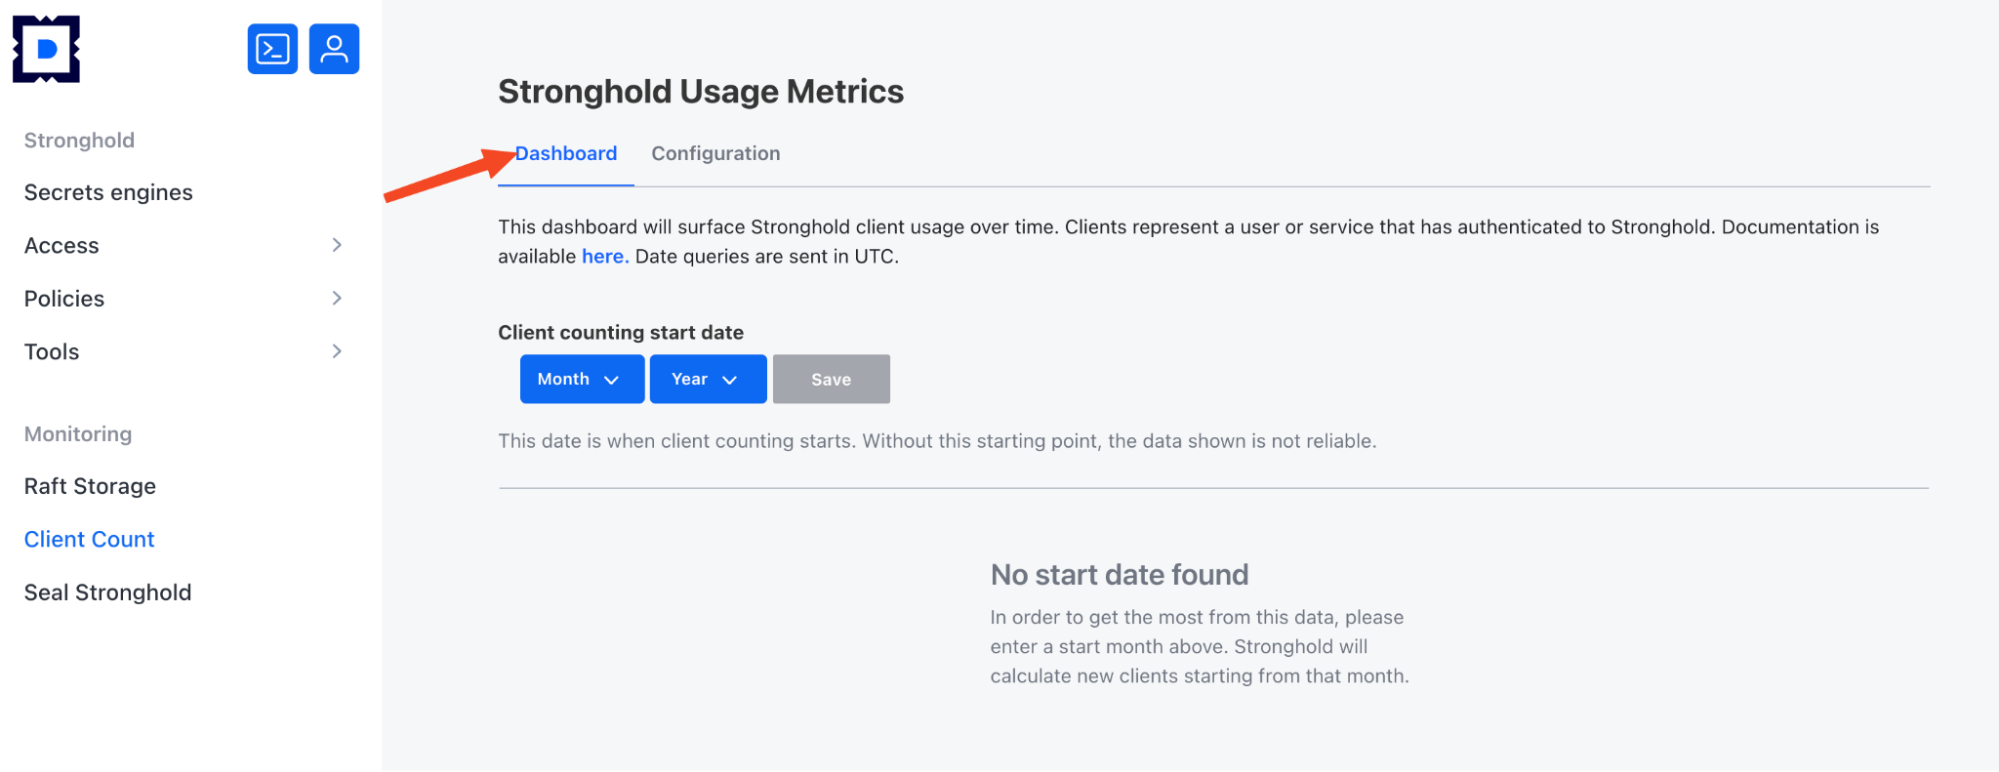 Stronghold
Secrets engines
Access
Policies
Tools
Monitoring
Raft Storage
Client Count
Seal Stronghold
Stronghold Usage Metrics
Dashboard Configuration
This dashboard will surface Stronghold client usage over time. Clients represent a user or service that has authenticated to Stronghold. Documentation is
available here. Date queries are sent in UTC.
Client counting start date
Month Year Save
This date is when client counting starts. Without this starting point, the data shown is not reliable.
No start date found
In order to get the most from this data, please
enter a start month above. Stronghold will
calculate new clients starting from that month.